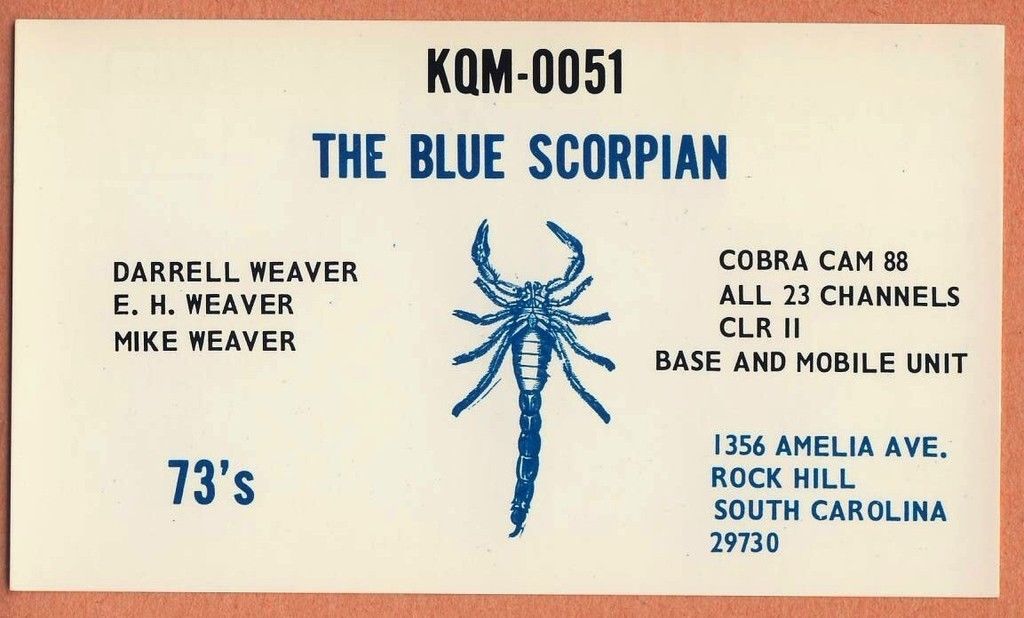 KQM-0051
THE BLUE SCORPIAN
DARRELL WEAVER
E. H. WEAVER
MIKE WEAVER
73's
COBRA CAM 88
ALL 23 CHANNELS
CLR II
BASE AND MOBILE UNIT
1356 AMELIA AVE.
ROCK HILL
SOUTH CAROLINA
29730